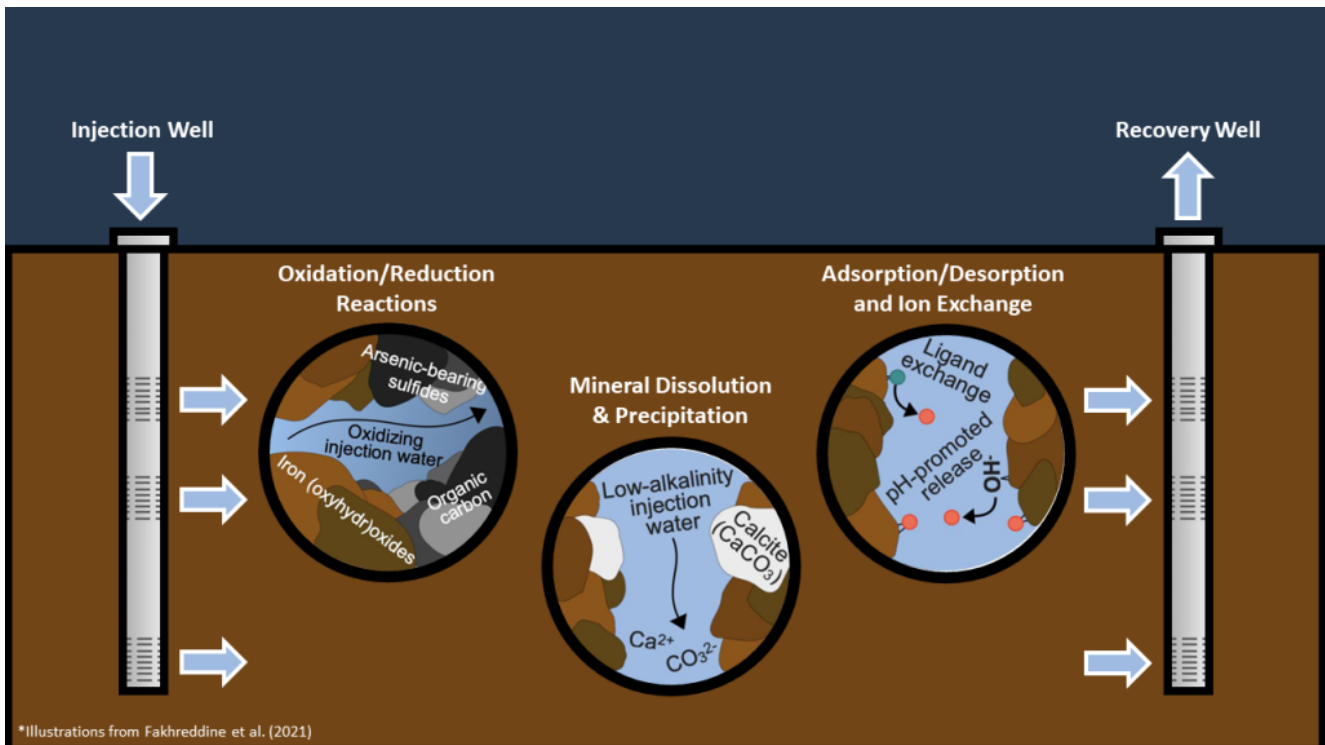 Injection Well
Recovery Well
Oxidation/Reduction
Reactions
Arsenic-bearing
sulfides
Oxidizing
injection water
Iron (oxyhydr)oxides
Organic
carbon
Mineral Dissolution
& Precipitation
Low-alkalinity
injection
water
Calcite
(CaCO₃)
Ca²⁺
CO₃²⁻
Adsorption/Desorption
and Ion Exchange
Ligand
exchange
pH-promoted
release
OH-
*Illustrations from Fakhreddine et al. (2021)